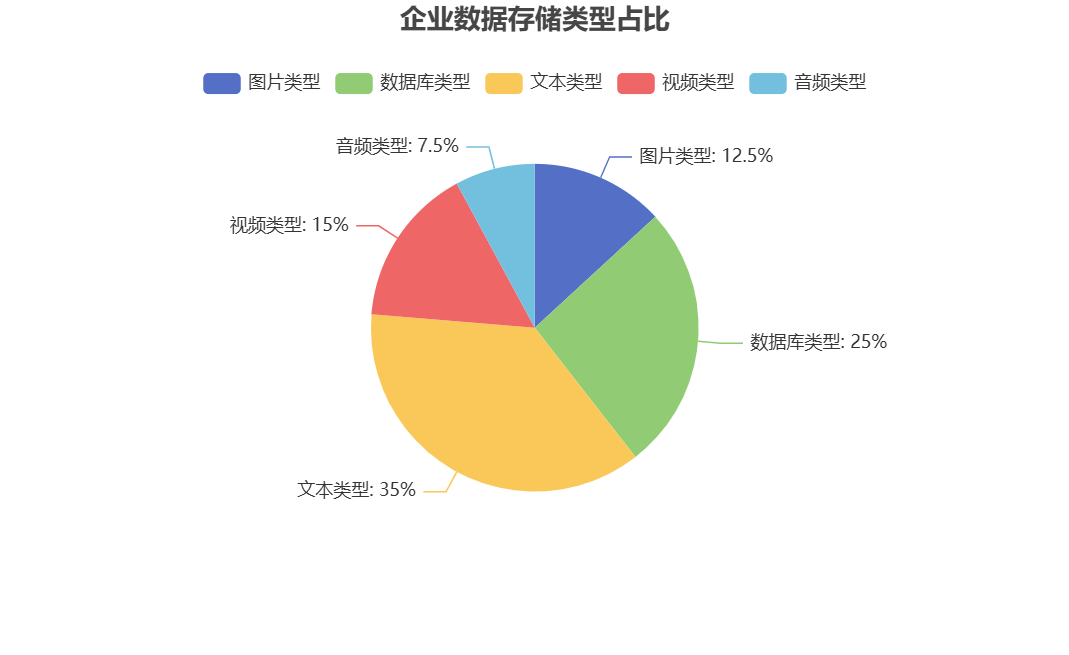 企业数据存储类型占比
图片类型 数据库类型 文本类型 视频类型 音频类型
音频类型: 7.5%
图片类型: 12.5%
视频类型: 15%
数据库类型: 25%
文本类型: 35%